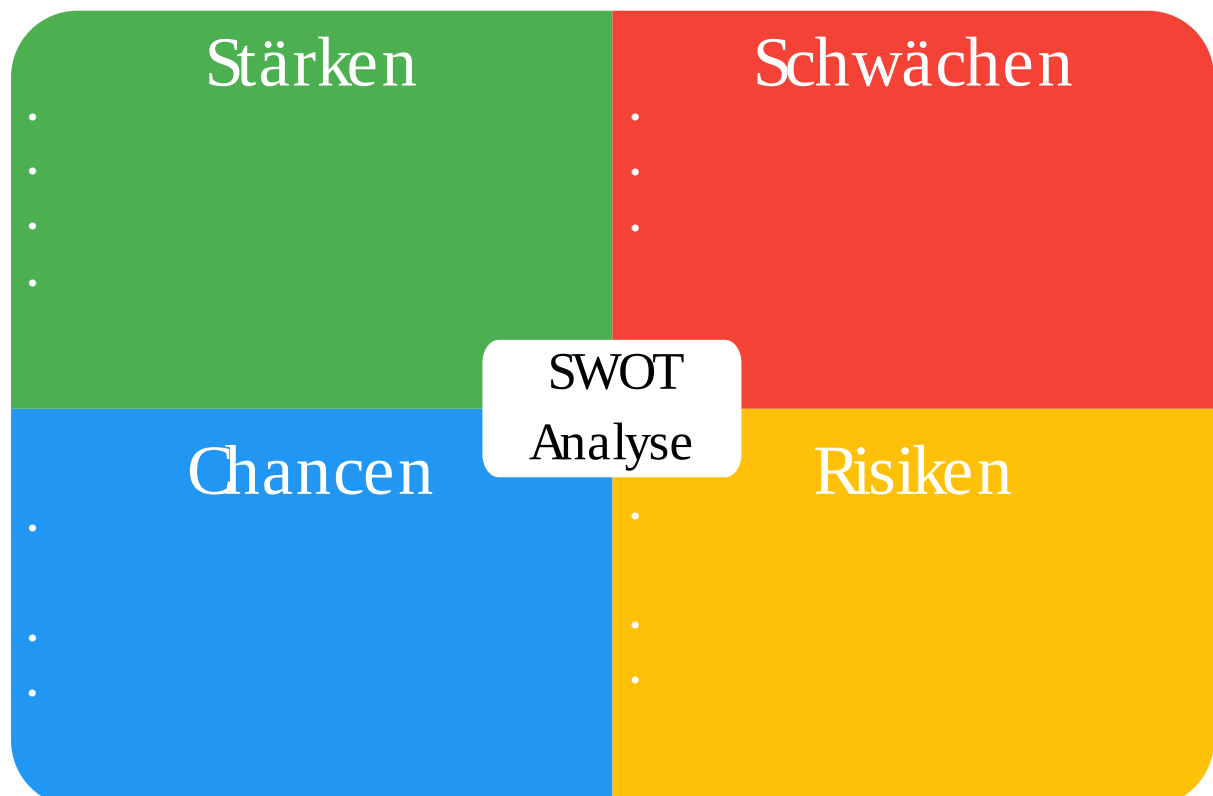 Stärken
Schwächen
•
•
•
•
•
•
•
SWOT
Analyse
Chancen
Risiken
•
•
•
•
•
•